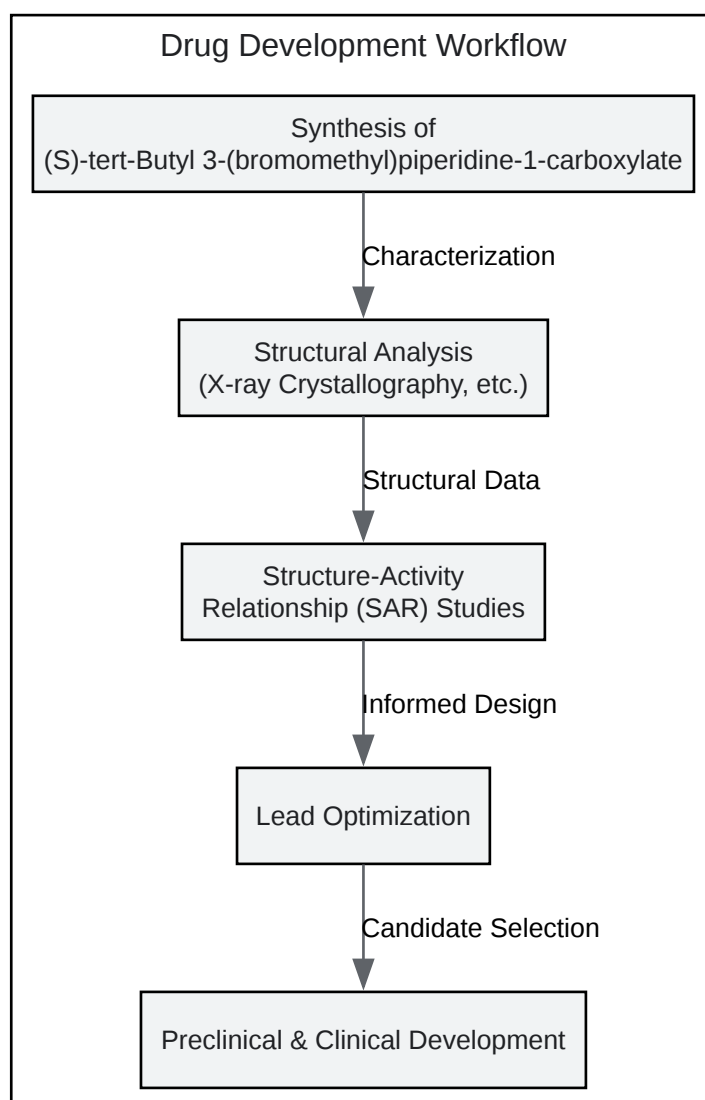 Drug Development Workflow
Synthesis of
(S)-tert-Butyl 3-(bromomethyl)piperidine-1-carboxylate
Characterization
Structural Analysis
(X-ray Crystallography, etc.)
Structural Data
Structure-Activity
Relationship (SAR) Studies
Informed Design
Lead Optimization
Candidate Selection
Preclinical & Clinical Development